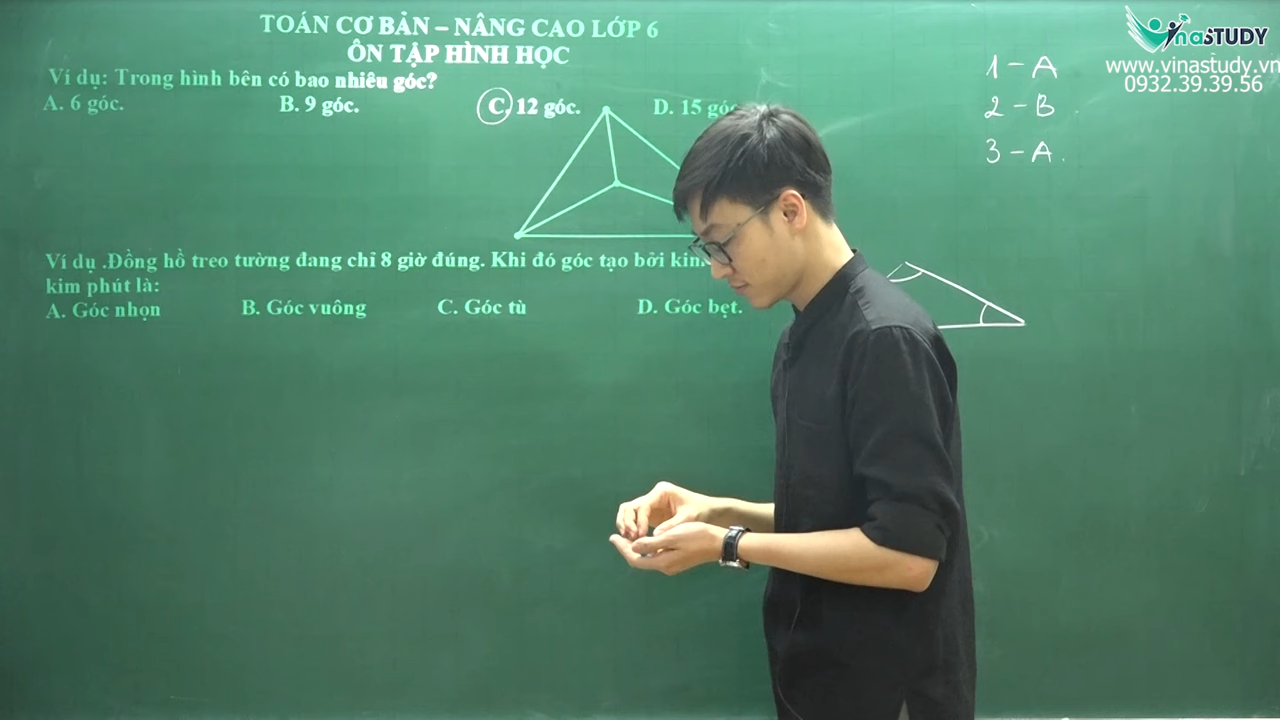 TOÁN CƠ BẢN – NÂNG CAO LỚP 6
ÔN TẬP HÌNH HỌC
Ví dụ: Trong hình bên có bao nhiêu góc?
A. 6 góc. B. 9 góc. C. 12 góc. D. 15
Ví dụ .Đồng hồ treo tường đang chỉ 8 giờ đúng. Khi đó góc tạo bởi
kim phút là:
A. Góc nhọn B. Góc vuông C. Góc tù D. Góc bẹt.
1 – A
2 – B
3 – A.
VinaSTUDY
www.vinastudy.vn
0932.39.39.56